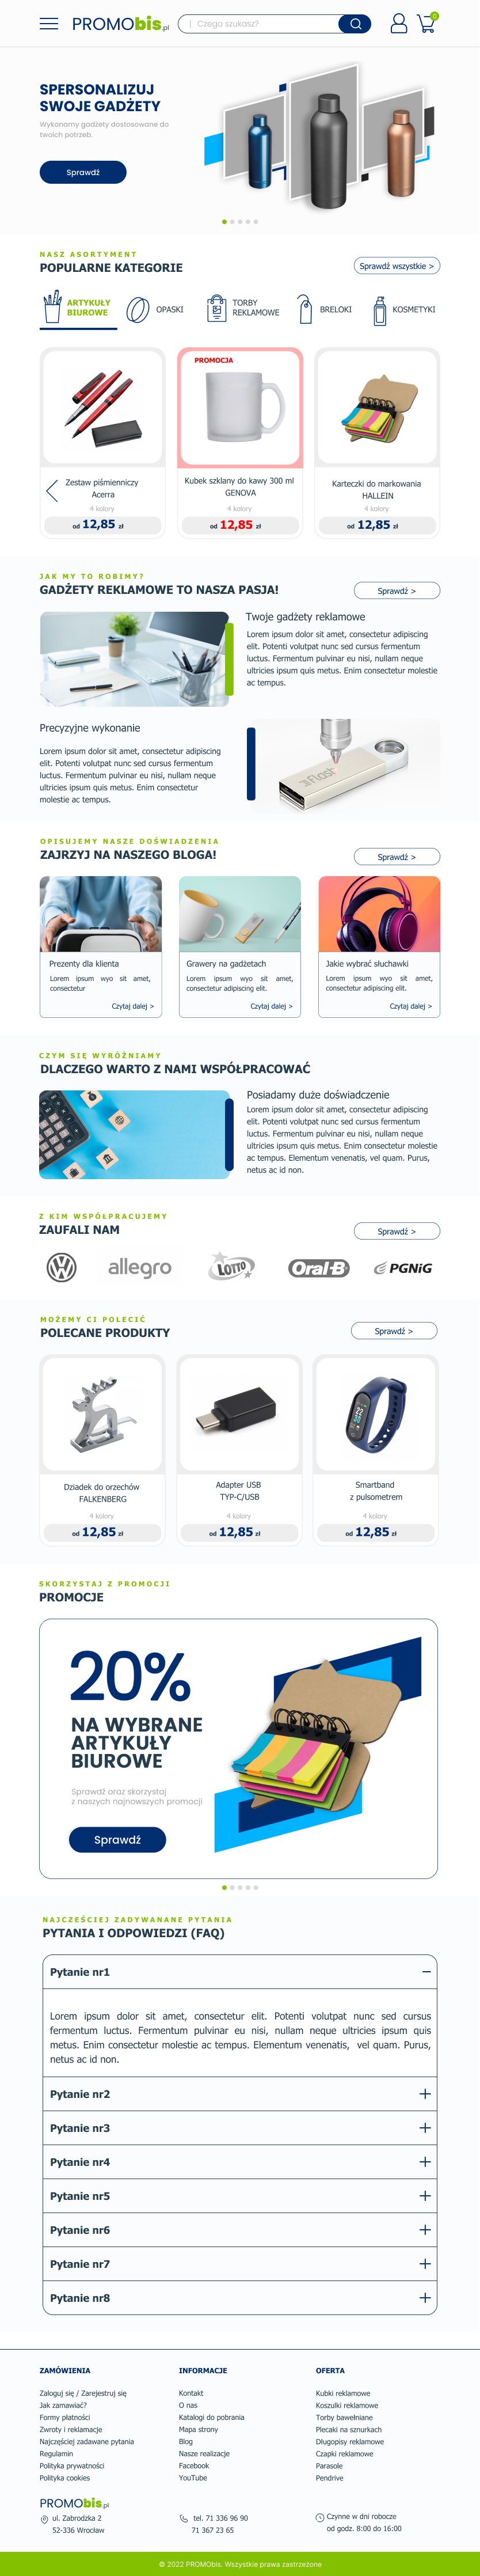 PROMObis.pl
Czego szukasz?
0
SPERSONALIZUJ
SWOJE GADŻETY
Wykonamy gadżety dostosowane do
twoich potrzeb.
Sprawdź
NASZ ASORTYMENT
POPULARNE KATEGORIE
Sprawdź wszystkie >
ARTYKUŁY
BIUROWE
OPASKI
TORBY
REKLAMOWE
BRELOKI
KOSMETYKI
Zestaw piśmienniczy
Acerra
4 kolory
od 12,85 zł
PROMOCJA
Kubek szklany do kawy 300 ml
GENOVA
4 kolory
od 12,85 zł
Karteczki do markowania
HALLEIN
4 kolory
od 12,85 zł
JAK MY TO ROBIMY?
GADŻETY REKLAMOWE TO NASZA PASJA!
Sprawdź >
Twoje gadżety reklamowe
Lorem ipsum dolor sit amet, consectetur adipiscing
elit. Potenti volutpat nunc sed cursus fermentum
luctus. Fermentum pulvinar eu nisi, nullam neque
ultricies ipsum quis metus. Enim consectetur molestie
ac tempus.
Precyzyjne wykonanie
Lorem ipsum dolor sit amet, consectetur adipiscing
elit. Potenti volutpat nunc sed cursus fermentum
luctus. Fermentum pulvinar eu nisi, nullam neque
ultricies ipsum quis metus. Enim consectetur
molestie ac tempus.
OPISUJEMY NASZE DOŚWIADZENIA
ZAJRZYJ NA NASZEGO BLOGA!
Sprawdź >
Prezenty dla klienta
Lorem ipsum wyo sit amet,
consectetur
Czytaj dalej >
Grawery na gadżetach
Lorem ipsum wyo sit amet,
consectetur adipiscing elit.
Czytaj dalej >
Jakie wybrać słuchawki
Lorem ipsum wyo sit amet,
consectetur adipiscing elit.
Czytaj dalej >
CZYM SIĘ WYRÓŻNIAMY
DLACZEGO WARTO Z NAMI WSPÓŁPRACOWAĆ
Posiadamy duże doświadczenie
Lorem ipsum dolor sit amet, consectetur adipiscing
elit. Potenti volutpat nunc sed cursus fermentum
luctus. Fermentum pulvinar eu nisi, nullam neque
ultricies ipsum quis metus. Enim consectetur molestie
ac tempus. Elementum venenatis, vel quam. Purus,
netus ac id non.
Z KIM WSPÓŁPRACUJEMY
ZAUFALI NAM
Sprawdź >
allegro
LOTTO
Oral-B
PGNiG
MOŻEMY CI POLECIĆ
POLECANE PRODUKTY
Sprawdź >
Dziadek do orzechów
FALKENBERG
4 kolory
od 12,85 zł
Adapter USB
TYP-C/USB
4 kolory
od 12,85 zł
Smartband
z pulsometrem
4 kolory
od 12,85 zł
SKORZYSTAJ Z PROMOCJI
PROMOCJE
20%
NA WYBRANE
ARTYKUŁY
BIUROWE
Sprawdź oraz skorzystaj
z naszych najnowszych promocji
Sprawdź
NAJCZEŚCIEJ ZADYWANANE PYTANIA
PYTANIA I ODPOWIEDZI (FAQ)
Pytanie nr1
Lorem ipsum dolor sit amet, consectetur elit. Potenti volutpat nunc sed cursus
fermentum luctus. Fermentum pulvinar eu nisi, nullam neque ultricies ipsum quis
metus. Enim consectetur molestie ac tempus. Elementum venenatis, vel quam. Purus,
netus ac id non.
Pytanie nr2
Pytanie nr3
Pytanie nr4
Pytanie nr5
Pytanie nr6
Pytanie nr7
Pytanie nr8
ZAMÓWIENIA
Zaloguj się / Zarejestruj się
Jak zamawiać?
Formy płatności
Zwroty i reklamacje
Najczęściej zadawane pytania
Regulamin
Polityka prywatności
Polityka cookies
INFORMACJE
Kontakt
O nas
Katalogi do pobrania
Mapa strony
Blog
Nasze realizacje
Facebook
YouTube
OFERTA
Kubki reklamowe
Koszulki reklamowe
Torby bawełniane
Plecaki na sznurkach
Długopisy reklamowe
Czapki reklamowe
Parasole
Pendrive
PROMObis.pl
ul. Zabrodzka 2
52-336 Wrocław
tel. 71 336 96 90
71 367 23 65
Czynne w dni robocze
od godz. 8:00 do 16:00
© 2022 PROMObis. Wszystkie prawa zastrzeżone